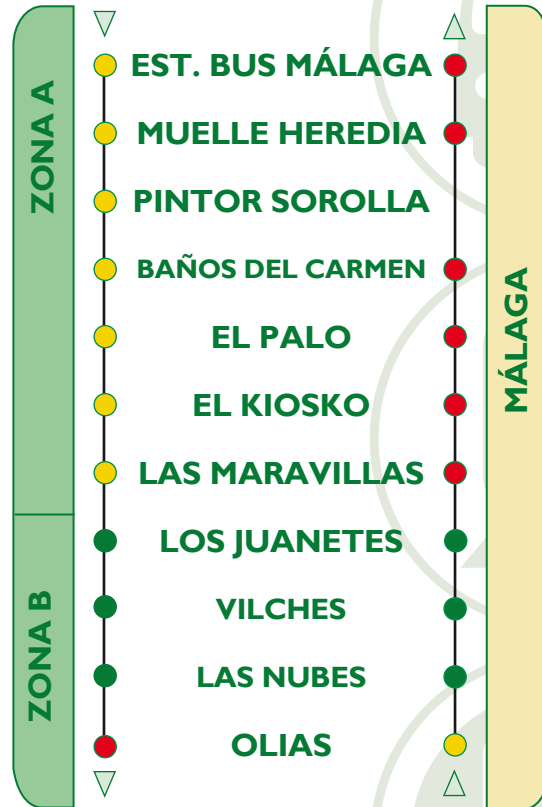 ZONA A
EST. BUS MÁLAGA
MUELLE HEREDIA
PINTOR SOROLLA
BAÑOS DEL CARMEN
EL PALO
EL KIOSKO
LAS MARAVILLAS
ZONA B
LOS JUANETES
VILCHES
LAS NUBES
OLIAS
MÁLAGA